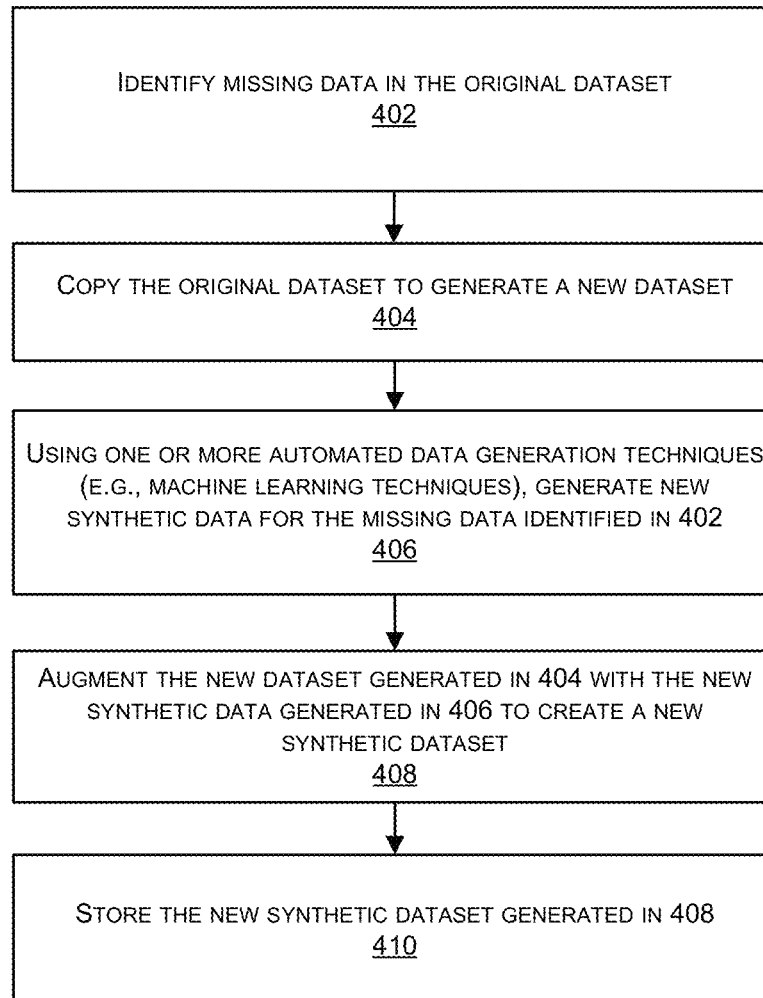 IDENTIFY MISSING DATA IN THE ORIGINAL DATASET
402
COPY THE ORIGINAL DATASET TO GENERATE A NEW DATASET
404
USING ONE OR MORE AUTOMATED DATA GENERATION TECHNIQUES
(E.G., MACHINE LEARNING TECHNIQUES), GENERATE NEW
SYNTHETIC DATA FOR THE MISSING DATA IDENTIFIED IN 402
406
AUGMENT THE NEW DATASET GENERATED IN 404 WITH THE NEW
SYNTHETIC DATA GENERATED IN 406 TO CREATE A NEW
SYNTHETIC DATASET
408
STORE THE NEW SYNTHETIC DATASET GENERATED IN 408
410